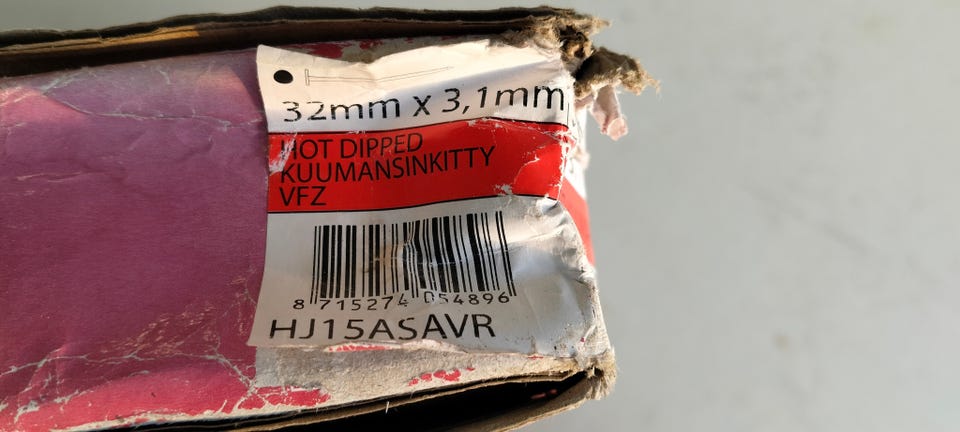 32mm x 3,1mm
HOT DIPPED
KUUMANSINKITTY
VFZ
8 715274 054896
HJ15ASAVR